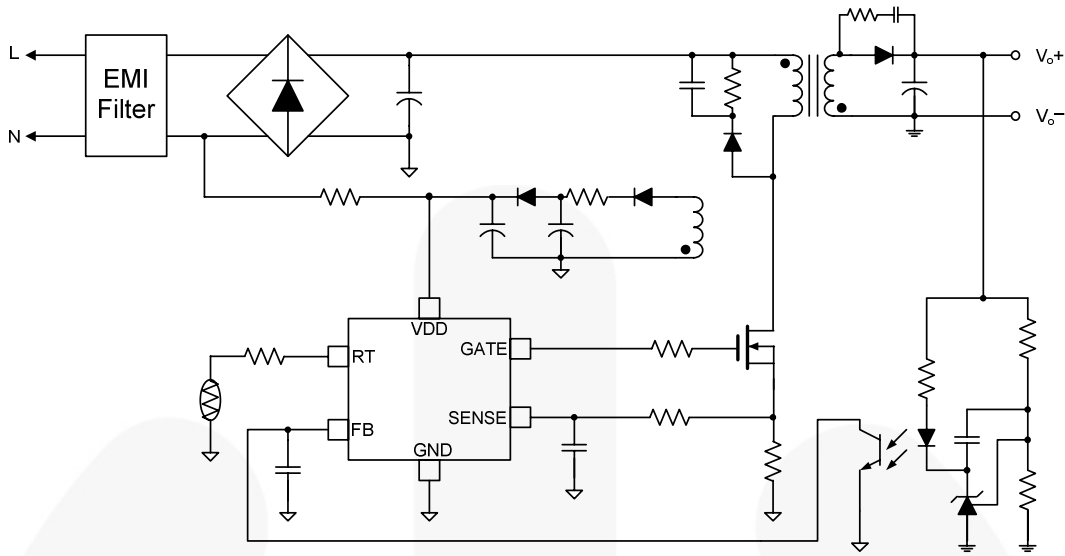 L
EMI
Filter
N
Vo+
Vo−
VDD
GATE
RT
SENSE
FB
GND